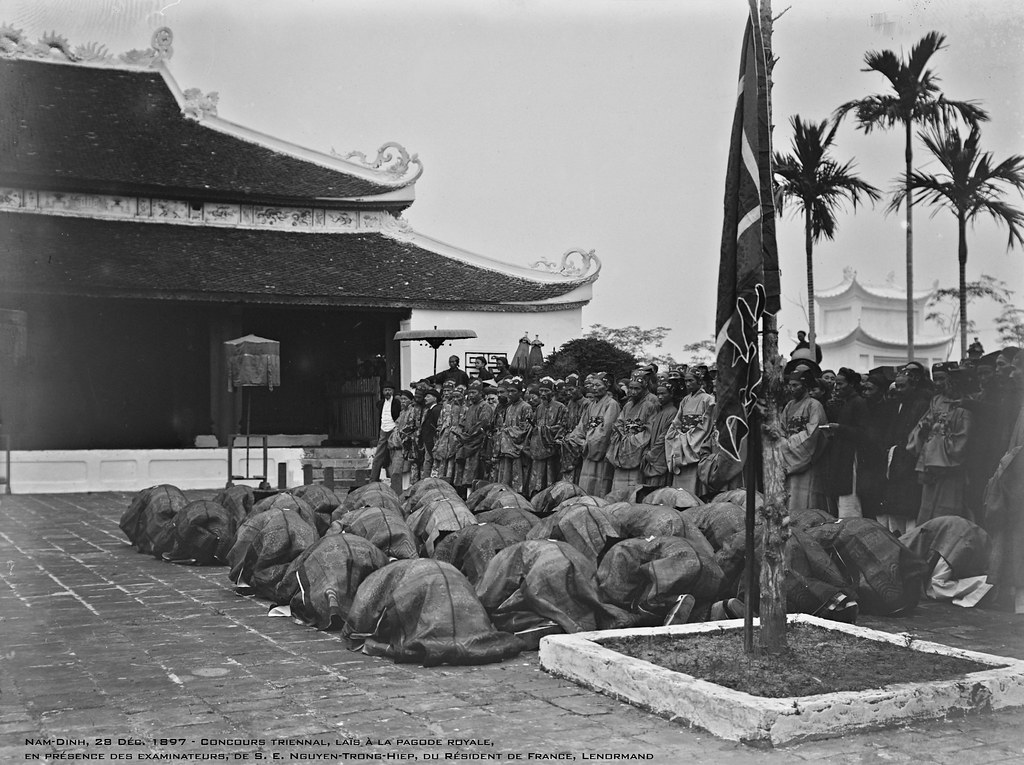 Nam-Dinh, 28 Déc. 1897 - Concours triennal, laïs à la pagode royale,
en présence des examinateurs, de S. E. Nguyen-Trong-Hiep, du Résident de France, Lenormand